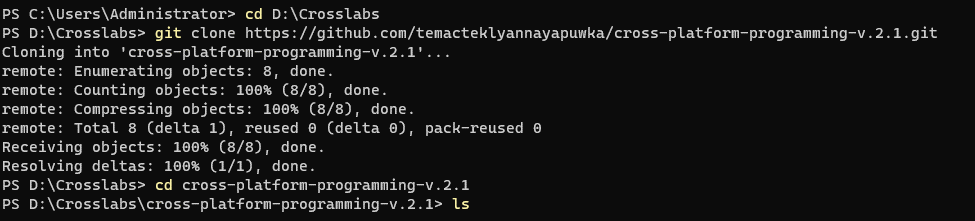 PS C:\Users\Administrator> cd D:\Crosslabs
PS D:\Crosslabs> git clone https://github.com/temacteklyannayapuwka/cross-platform-programming-v.2.1.git
Cloning into 'cross-platform-programming-v.2.1'...
remote: Enumerating objects: 8, done.
remote: Counting objects: 100% (8/8), done.
remote: Compressing objects: 100% (8/8), done.
remote: Total 8 (delta 1), reused 0 (delta 0), pack-reused 0
Receiving objects: 100% (8/8), done.
Resolving deltas: 100% (1/1), done.
PS D:\Crosslabs> cd cross-platform-programming-v.2.1
PS D:\Crosslabs\cross-platform-programming-v.2.1> ls